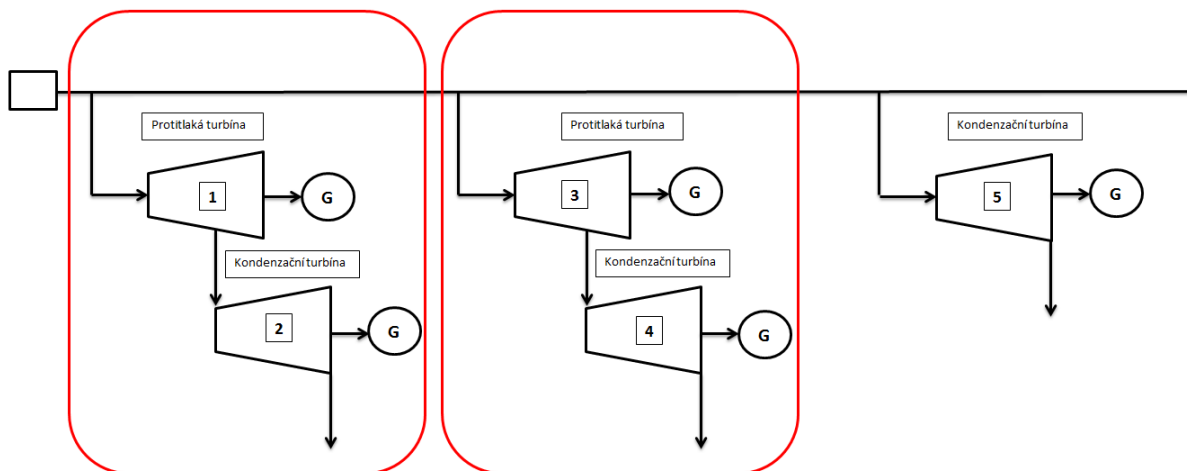 Protitlaká turbína
Protitlaká turbína
Kondenzační turbína
1
G
3
G
5
G
Kondenzační turbína
Kondenzační turbína
2
G
4
G